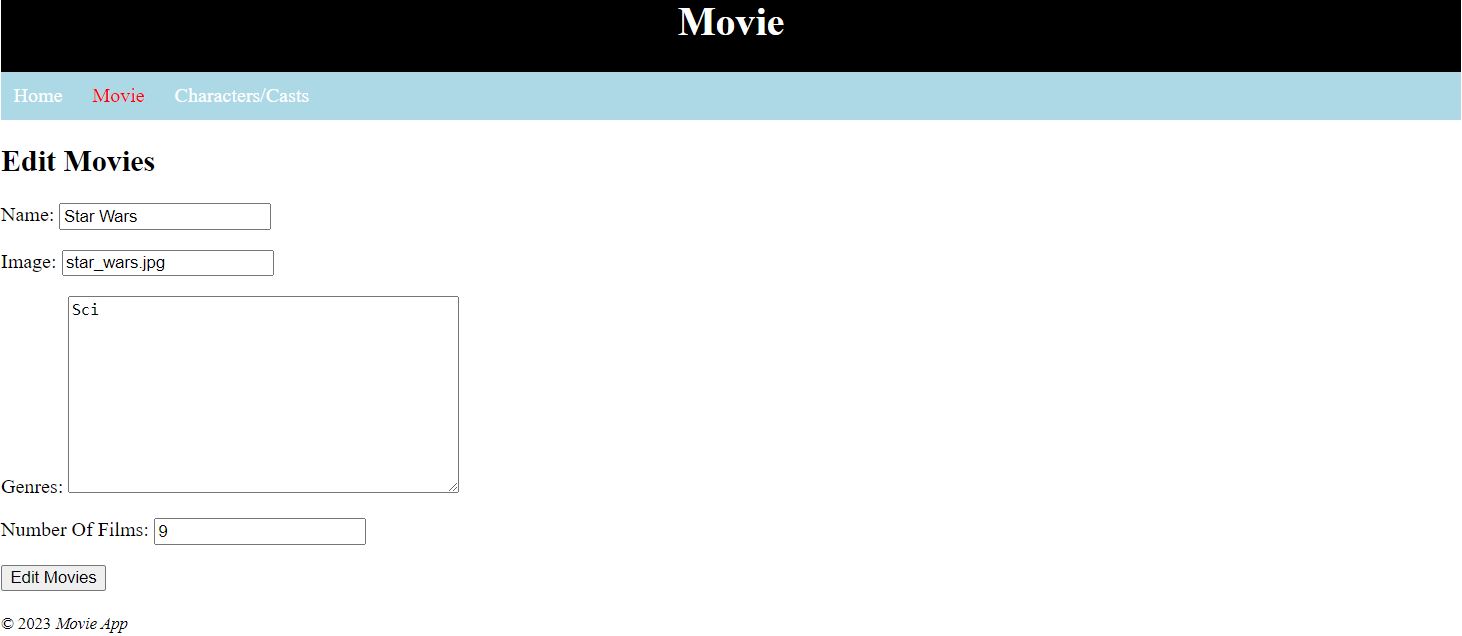 Movie
Home Movie Characters/Casts
Edit Movies
Name: Star Wars
Image: star_wars.jpg
Sci
Genres:
Number Of Films: 9
Edit Movies
© 2023 Movie App